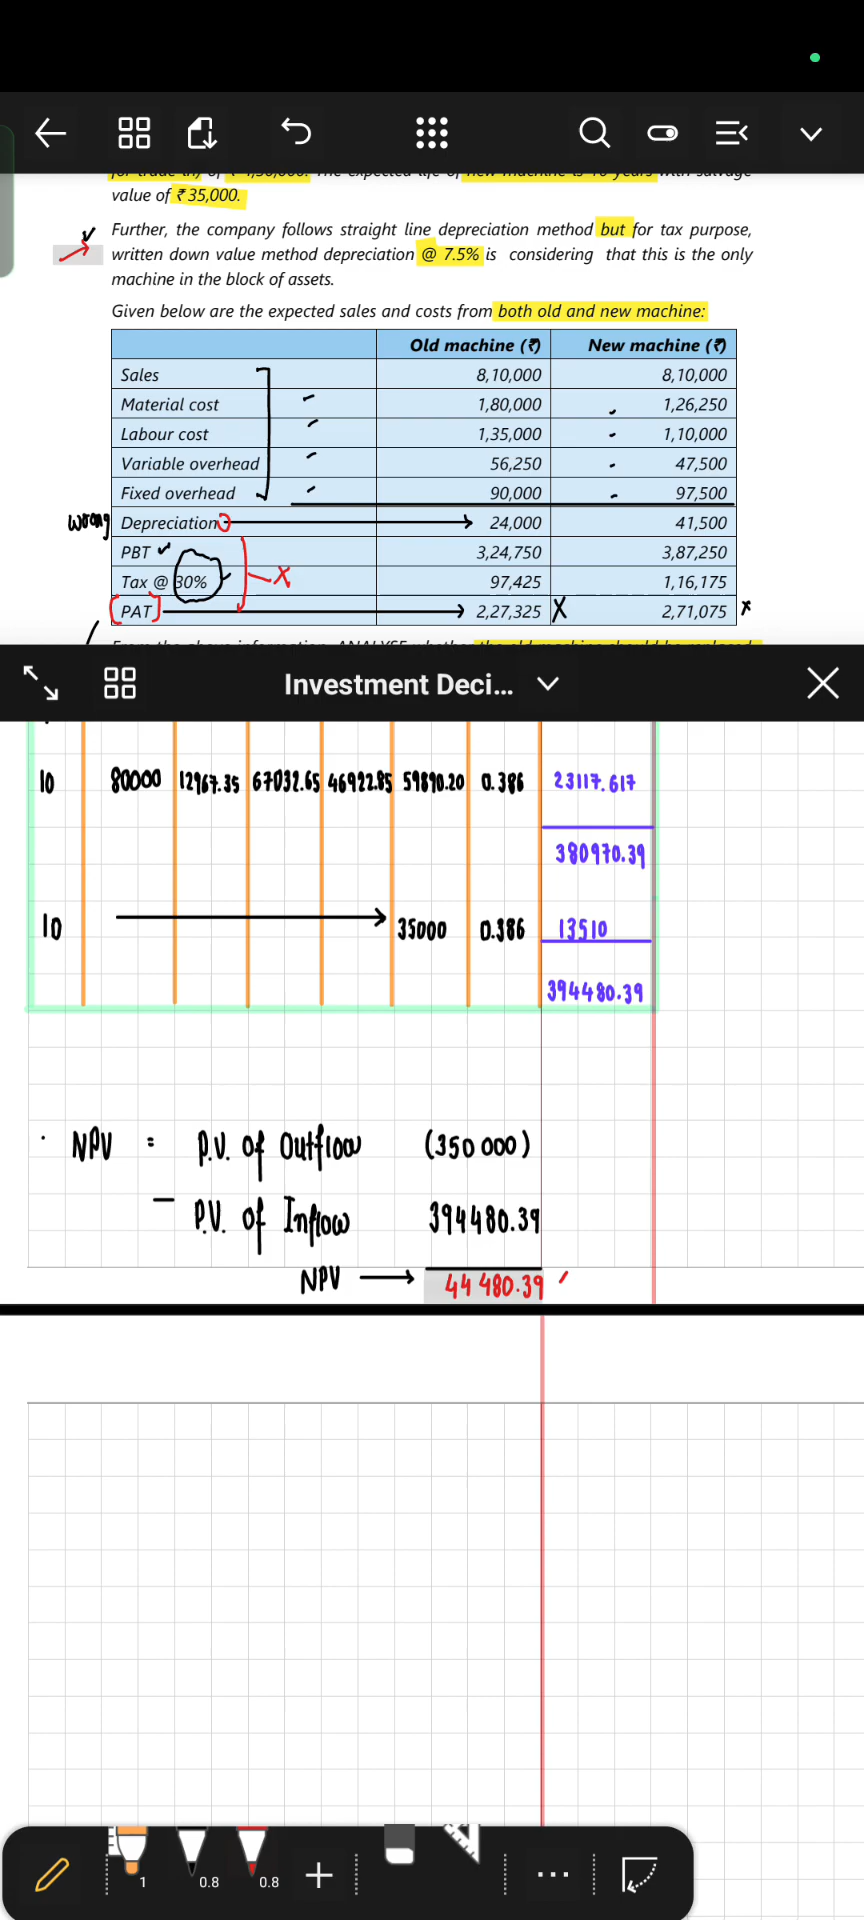 value of ₹ 35,000.
Further, the company follows straight line depreciation method but for tax purpose,
written down value method depreciation @ 7.5% is considering that this is the only
machine in the block of assets.
Given below are the expected sales and costs from both old and new machine:
Old machine (₹) New machine (₹)
Sales 8,10,000 8,10,000
Material cost 1,80,000 1,26,250
Labour cost 1,35,000 1,10,000
Variable overhead 56,250 47,500
Fixed overhead 90,000 97,500
wrong Depreciation 24,000 41,500
PBT 3,24,750 3,87,250
Tax @ 30% X 97,425 1,16,175
(PAT) 2,27,325 X 2,71,075 x
Investment Deci...
10 80000 12967.35 67032.65 46922.85 59890.20 0.386 23117.617
380970.39
10 35000 0.386 13510
394480.39
NPV = P.V. of Outflow (350 000)
- P.V. of Inflow 394480.39
NPV → 44 480.39
1 0.8 0.8